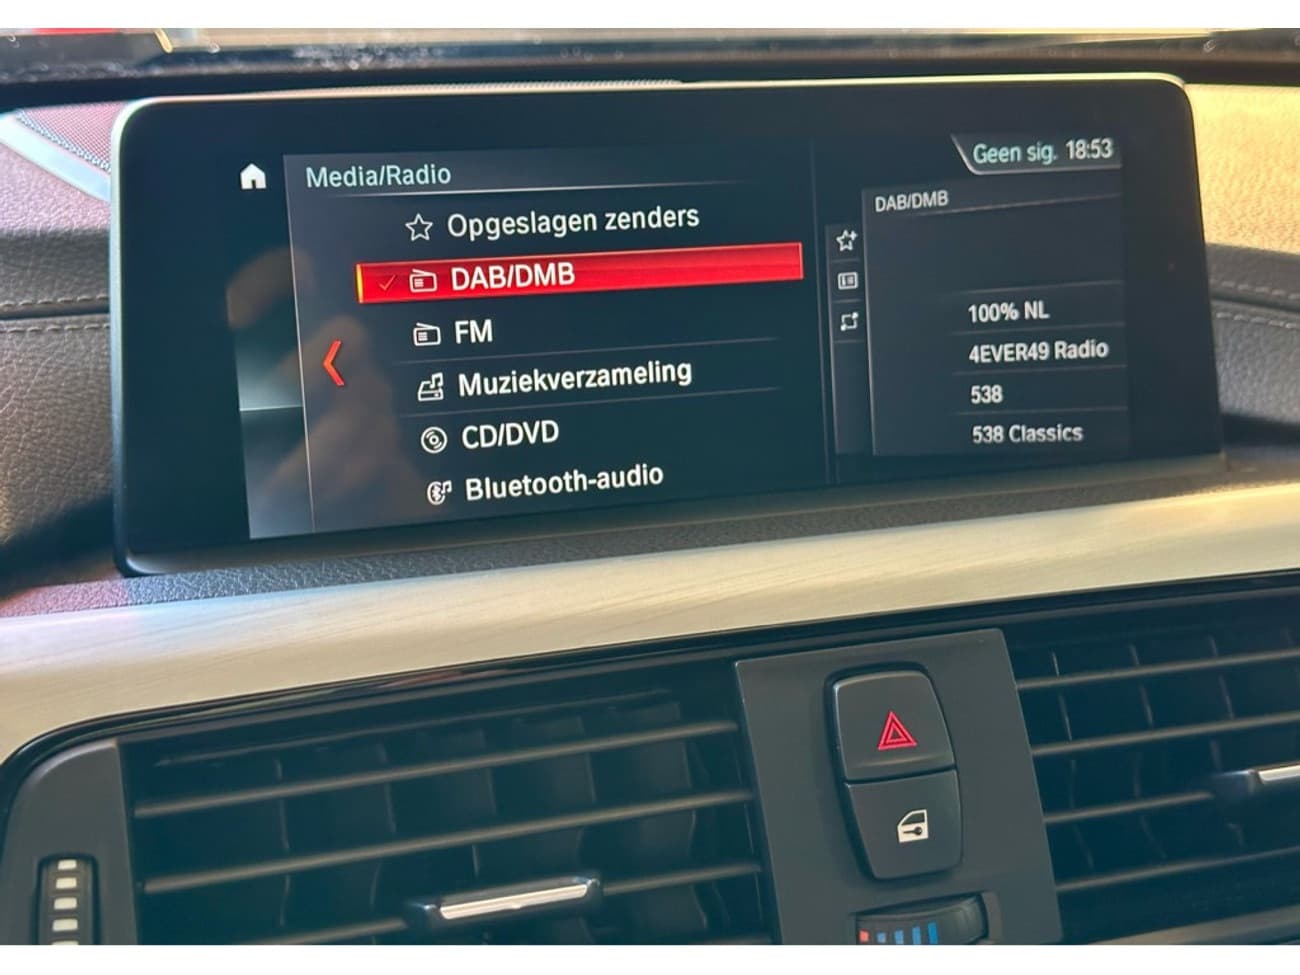 Media/Radio
Geen sig. 18:53
Opgeslagen zenders
DAB/DMB
FM
Muziekverzameling
CD/DVD
Bluetooth-audio
DAB/DMB
100% NL
4EVER49 Radio
538
538 Classics